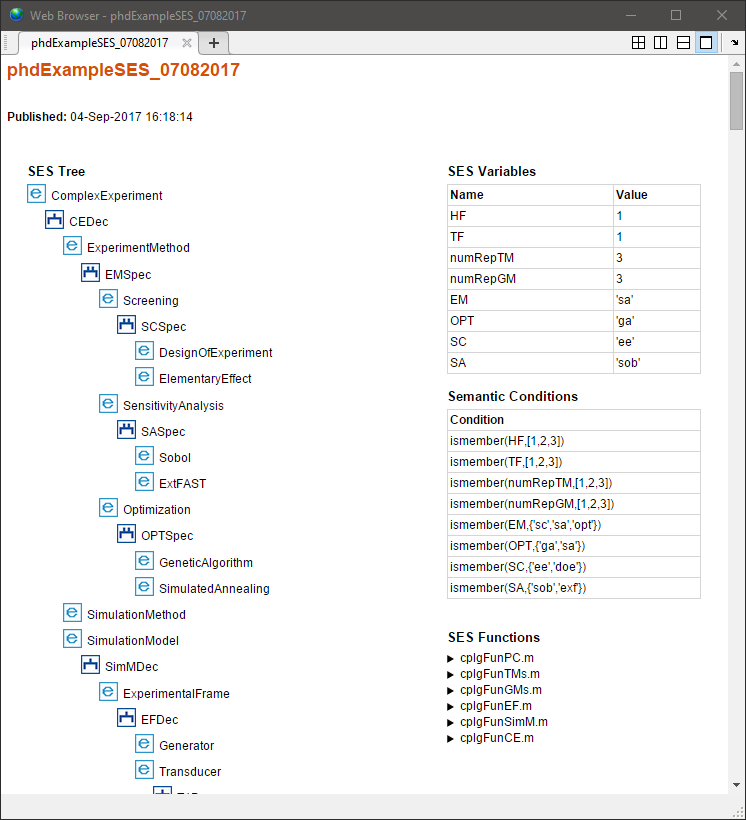 Web Browser - phdExampleSES_07082017
phdExampleSES_07082017
phdExampleSES_07082017
Published: 04-Sep-2017 16:18:14
SES Tree
ComplexExperiment
CEDec
ExperimentMethod
EMSpec
Screening
SCSpec
DesignOfExperiment
ElementaryEffect
SensitivityAnalysis
SASpec
Sobol
ExtFAST
Optimization
OPTSpec
GeneticAlgorithm
SimulatedAnnealing
SimulationMethod
SimulationModel
SimMDec
ExperimentalFrame
EFDec
Generator
Transducer
SES Variables
Name Value
HF 1
TF 1
numRepTM 3
numRepGM 3
EM 'sa'
OPT 'ga'
SC 'ee'
SA 'sob'
Semantic Conditions
Condition
ismember(HF,[1,2,3])
ismember(TF,[1,2,3])
ismember(numRepTM,[1,2,3])
ismember(numRepGM,[1,2,3])
ismember(EM,{'sc','sa','opt'})
ismember(OPT,{'ga','sa'})
ismember(SC,{'ee','doe'})
ismember(SA,{'sob','exf'})
SES Functions
cplgFunPC.m
cplgFunTMs.m
cplgFunGMs.m
cplgFunEF.m
cplgFunSimM.m
cplgFunCE.m